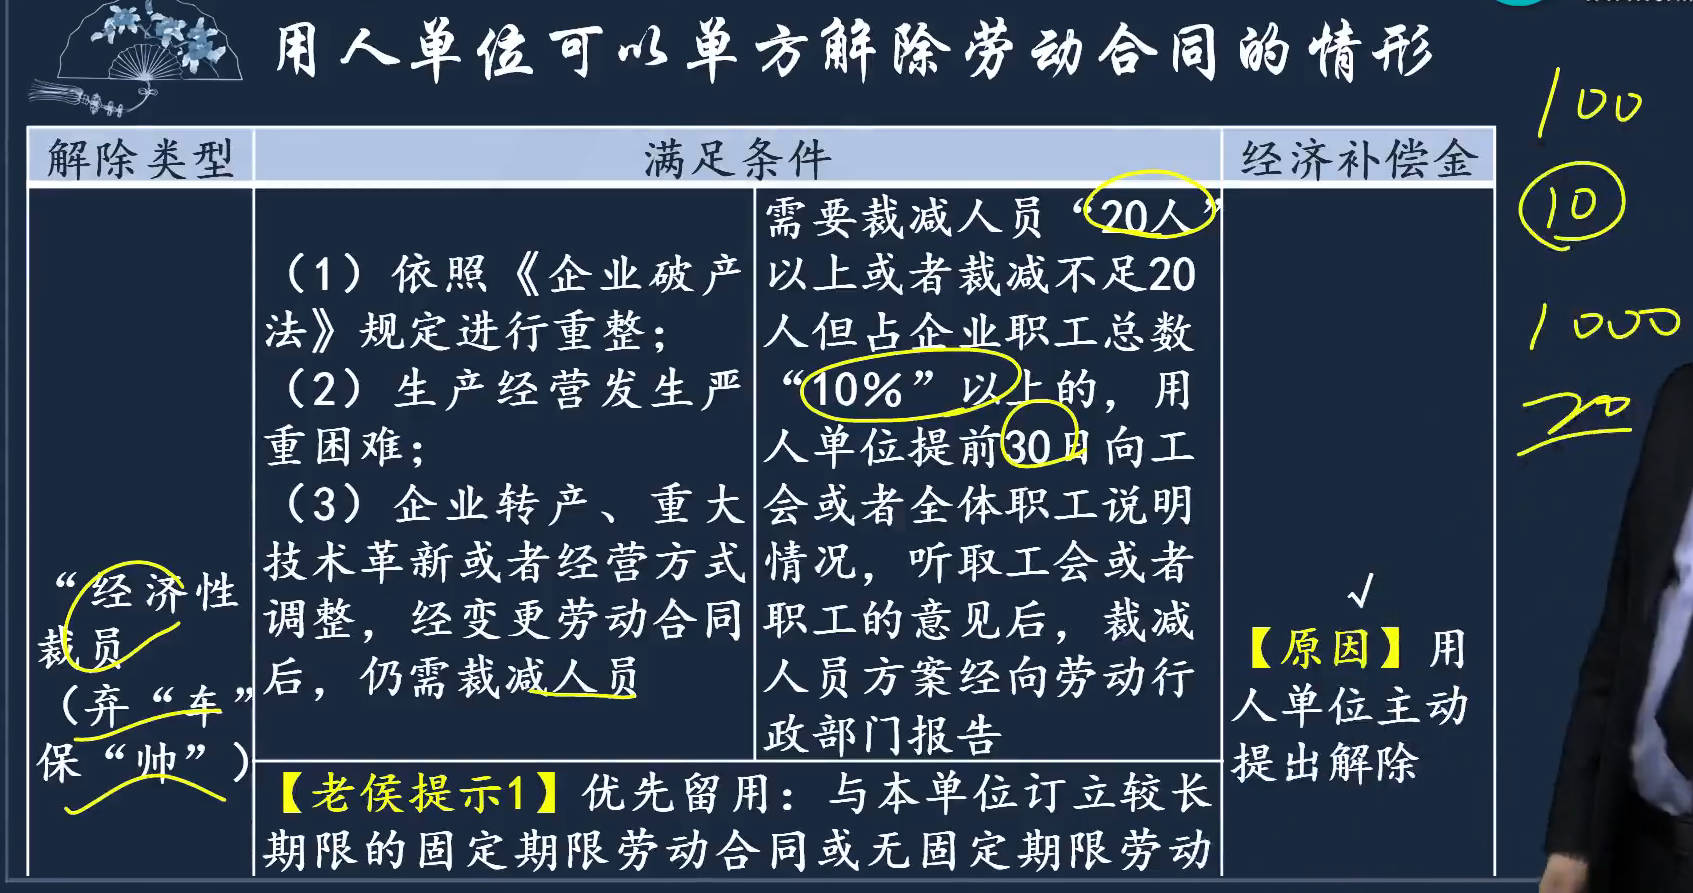 用人单位可以单方解除劳动合同的情形
解除类型
满足条件
经济补偿金
“经济性
裁员
（弃“车”
保“帅”）
（1）依照《企业破产
法》规定进行重整；
（2）生产经营发生严
重困难；
（3）企业转产、重大
技术革新或者经营方式
调整，经变更劳动合同
后，仍需裁减人员
需要裁减人员“20人”
以上或者裁减不足20
人但占企业职工总数
“10%”以上的，用
人单位提前30日向工
会或者全体职工说明
情况，听取工会或者
职工的意见后，裁减
人员方案经向劳动行
政部门报告
√
【原因】用
人单位主动
提出解除
【老侯提示1】优先留用：与本单位订立较长
期限的固定期限劳动合同或无固定期限劳动
100
10
1000
20